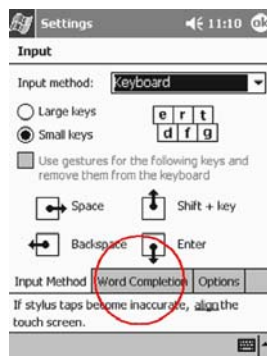 Settings 11:10 ok
Input
Input method: Keyboard
Large keys
Small keys
e r t
d f g
Use gestures for the following keys and
remove them from the keyboard
Space Shift + key
Backspace Enter
Input Method Word Completion Options
If stylus taps become inaccurate, align the
touch screen.